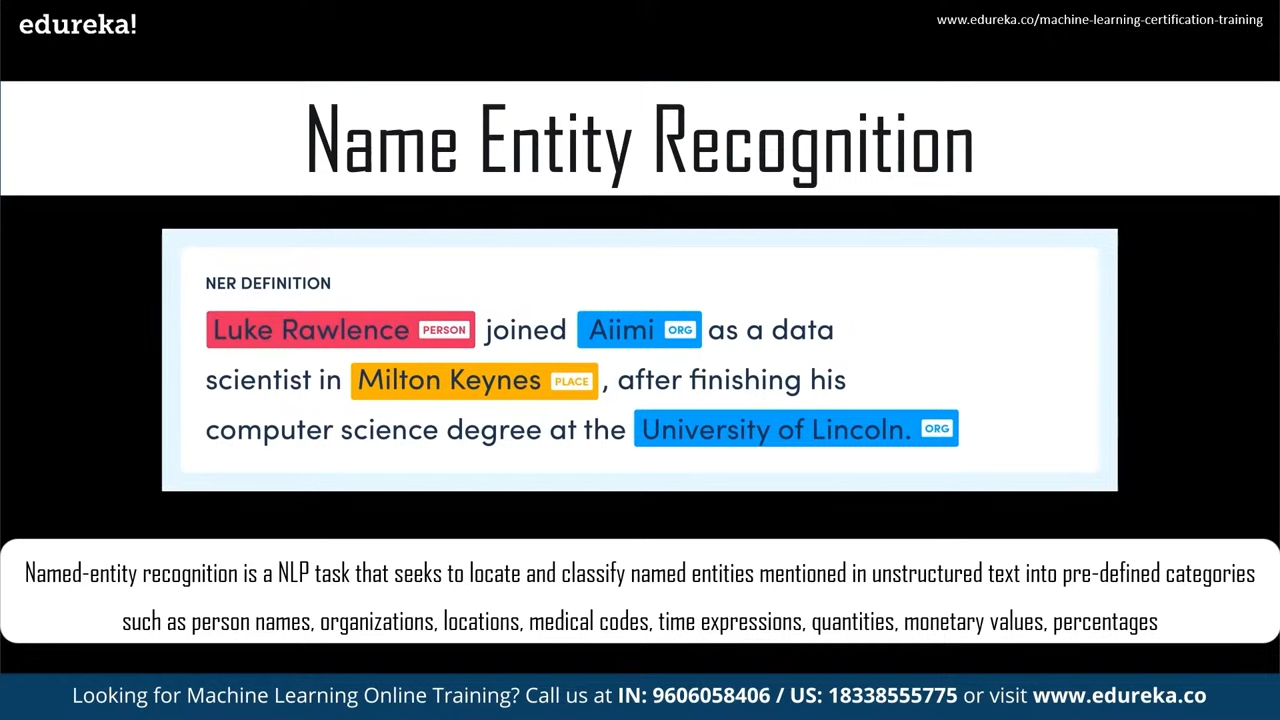 edureka!
www.edureka.co/machine-learning-certification-training
Name Entity Recognition
NER DEFINITION
Luke Rawlence PERSON joined Aiimi ORG as a data
scientist in Milton Keynes PLACE , after finishing his
computer science degree at the University of Lincoln. ORG
Named-entity recognition is a NLP task that seeks to locate and classify named entities mentioned in unstructured text into pre-defined categories
such as person names, organizations, locations, medical codes, time expressions, quantities, monetary values, percentages
Looking for Machine Learning Online Training? Call us at IN: 9606058406 / US: 18338555775 or visit www.edureka.co